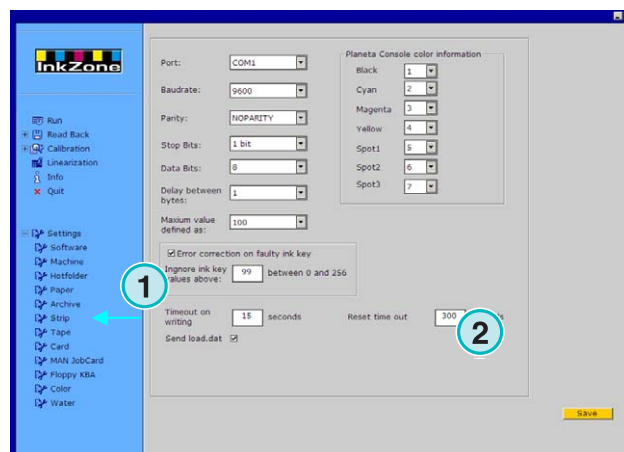 InkZone
Run
Read Back
Calibration
Linearization
Info
Quit
Settings
Software
Machine
Hotfolder
Paper
Archive
Strip
Tape
Card
MAN JobCard
Floppy KBA
Color
Water
1
Port: COM1
Baudrate: 9600
Parity: NOPARITY
Stop Bits: 1 bit
Data Bits: 8
Delay between
bytes: 1
Maxium value
defined as: 100
Planeta Console color information
Black 1
Cyan 2
Magenta 3
Yellow 4
Spot1 5
Spot2 6
Spot3 7
Error correction on faulty ink key
Ingnore ink key
values above: 99 between 0 and 256
Timeout on
writing 15 seconds
Reset time out 300
2
Send load.dat
Save